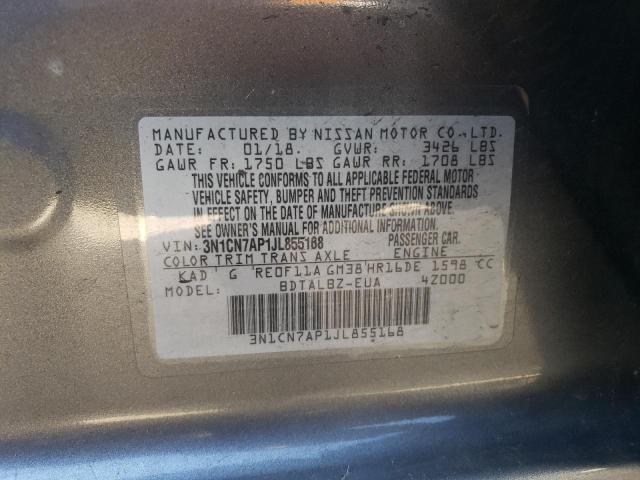 MANUFACTURED BY NISSAN MOTOR CO.,LTD.
DATE: 01/18. GVWR: 3426 LBS
GAWR FR: 1750 LBS GAWR RR: 1708 LBS
THIS VEHICLE CONFORMS TO ALL APPLICABLE FEDERAL MOTOR
VEHICLE SAFETY, BUMPER AND THEFT PREVENTION STANDARDS
IN EFFECT ON THE DATE OF MANUFACTURE SHOWN ABOVE.
SEE OWNER'S MANUAL FOR ADDITIONAL INFORMATION.
VIN: 3N1CN7AP1JL855168 PASSENGER CAR.
COLOR TRIM TRANS AXLE ENGINE
KAD G RE0F11A GM38 HR16DE 1598 CC
MODEL: BDTALBZ-EUA 4Z000
3N1CN7AP1JL855168